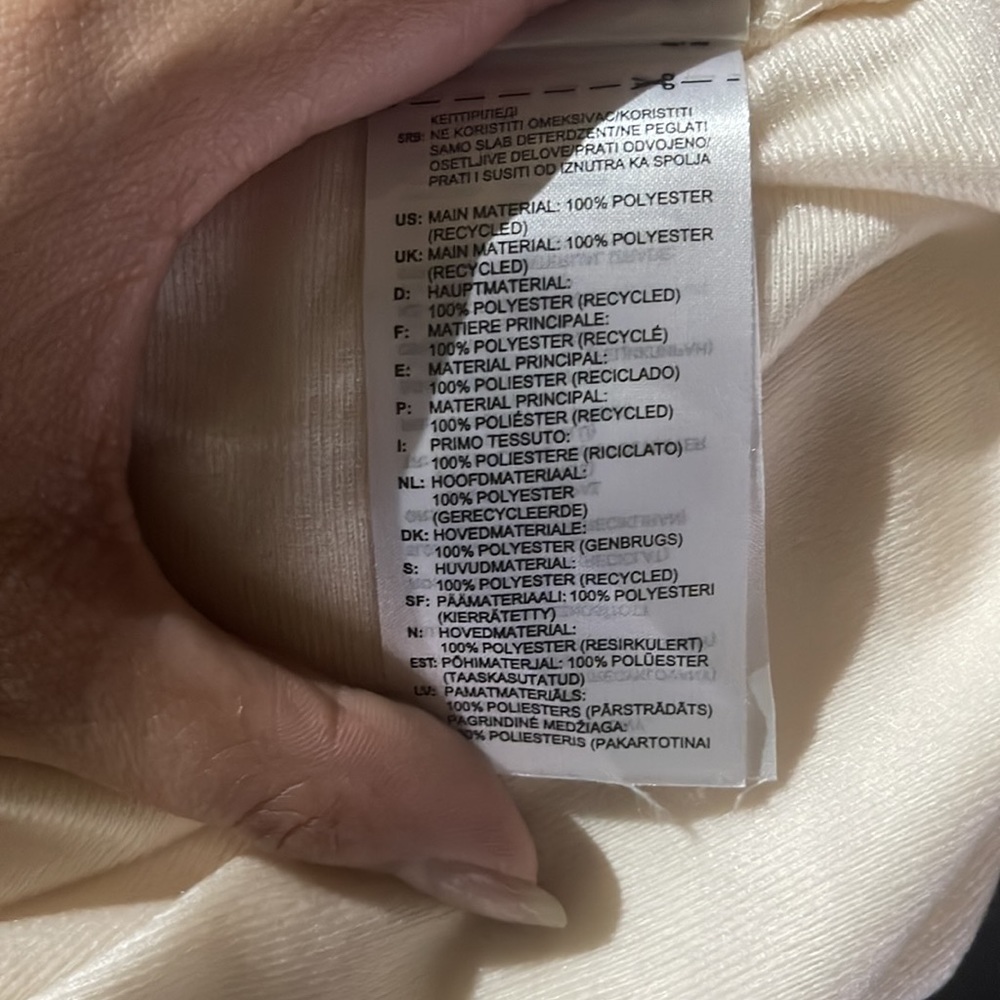 КЕПТІРІЛЕДІ
SRB: NE KORISTITI OMEKSIVAC/KORISTITI
SAMO SLAB DETERDZENT/NE PEGLATI
OSETLJIVE DELOVE/PRATI ODVOJENO/
PRATI I SUSITI OD IZNUTRA KA SPOLJA
US: MAIN MATERIAL: 100% POLYESTER
(RECYCLED)
UK: MAIN MATERIAL: 100% POLYESTER
(RECYCLED)
D: HAUPTMATERIAL:
100% POLYESTER (RECYCLED)
F: MATIERE PRINCIPALE:
100% POLYESTER (RECYCLÉ)
E: MATERIAL PRINCIPAL:
100% POLIESTER (RECICLADO)
P: MATERIAL PRINCIPAL:
100% POLIÉSTER (RECYCLED)
I: PRIMO TESSUTO:
100% POLIESTERE (RICICLATO)
NL: HOOFDMATERIAAL:
100% POLYESTER
(GERECYCLEERDE)
DK: HOVEDMATERIALE:
100% POLYESTER (GENBRUGS)
S: HUVUDMATERIAL:
100% POLYESTER (RECYCLED)
SF: PÄÄMATERIAALI: 100% POLYESTERI
(KIERRÄTETTY)
N: HOVEDMATERIAL:
100% POLYESTER (RESIRKULERT)
EST: PÕHIMATERJAL: 100% POLÜESTER
(TAASKASUTATUD)
LV: PAMATMATERIĀLS:
100% POLIESTERS (PĀRSTRĀDĀTS)
PAGRINDINĖ MEDŽIAGA:
0% POLIESTERIS (PAKARTOTINAI